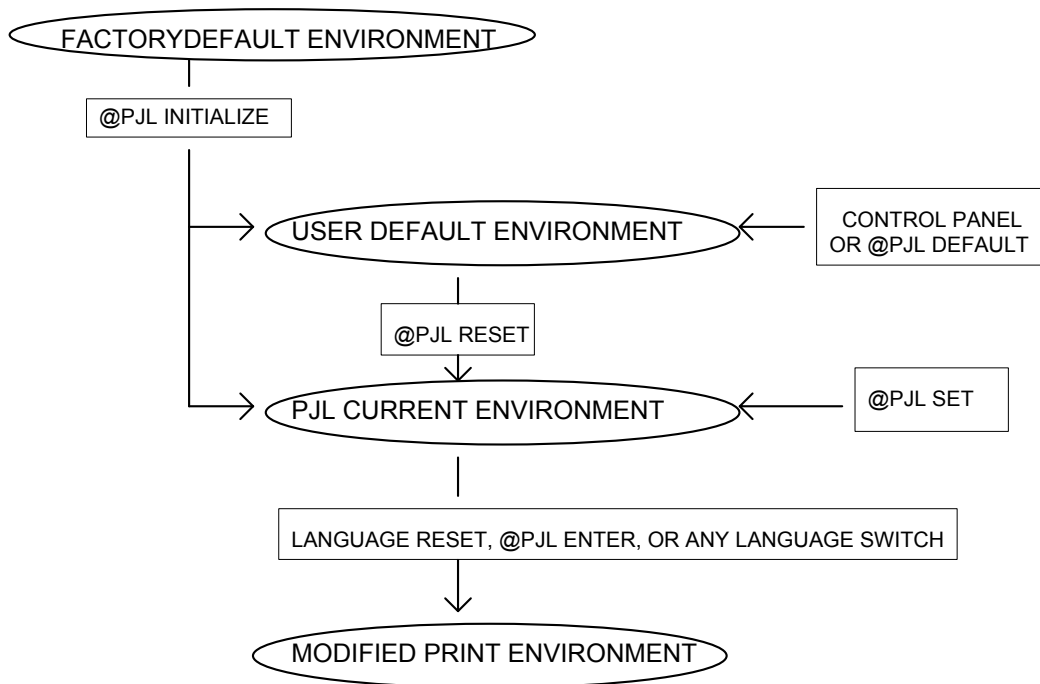 FACTORYDEFAULT ENVIRONMENT
@PJL INITIALIZE
USER DEFAULT ENVIRONMENT
CONTROL PANEL
OR @PJL DEFAULT
@PJL RESET
PJL CURRENT ENVIRONMENT
@PJL SET
LANGUAGE RESET, @PJL ENTER, OR ANY LANGUAGE SWITCH
MODIFIED PRINT ENVIRONMENT